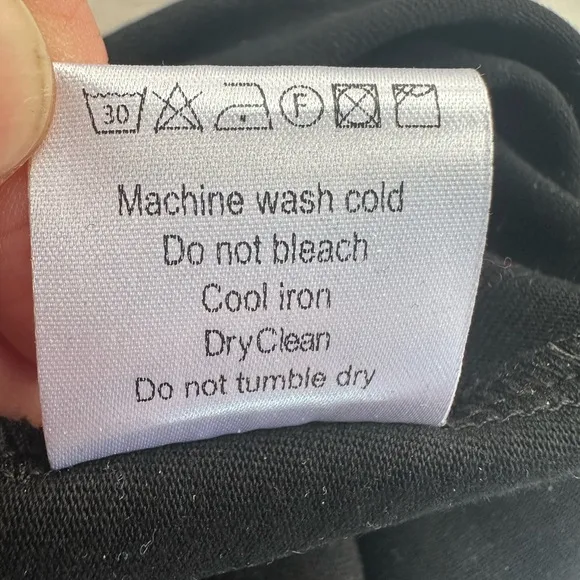 30 F
Machine wash cold
Do not bleach
Cool iron
DryClean
Do not tumble dry